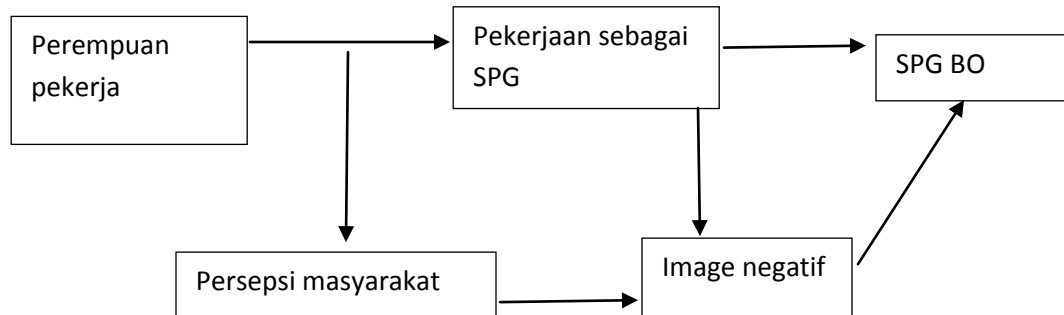 Perempuan
pekerja
Pekerjaan sebagai
SPG
SPG BO
Persepsi masyarakat
Image negatif